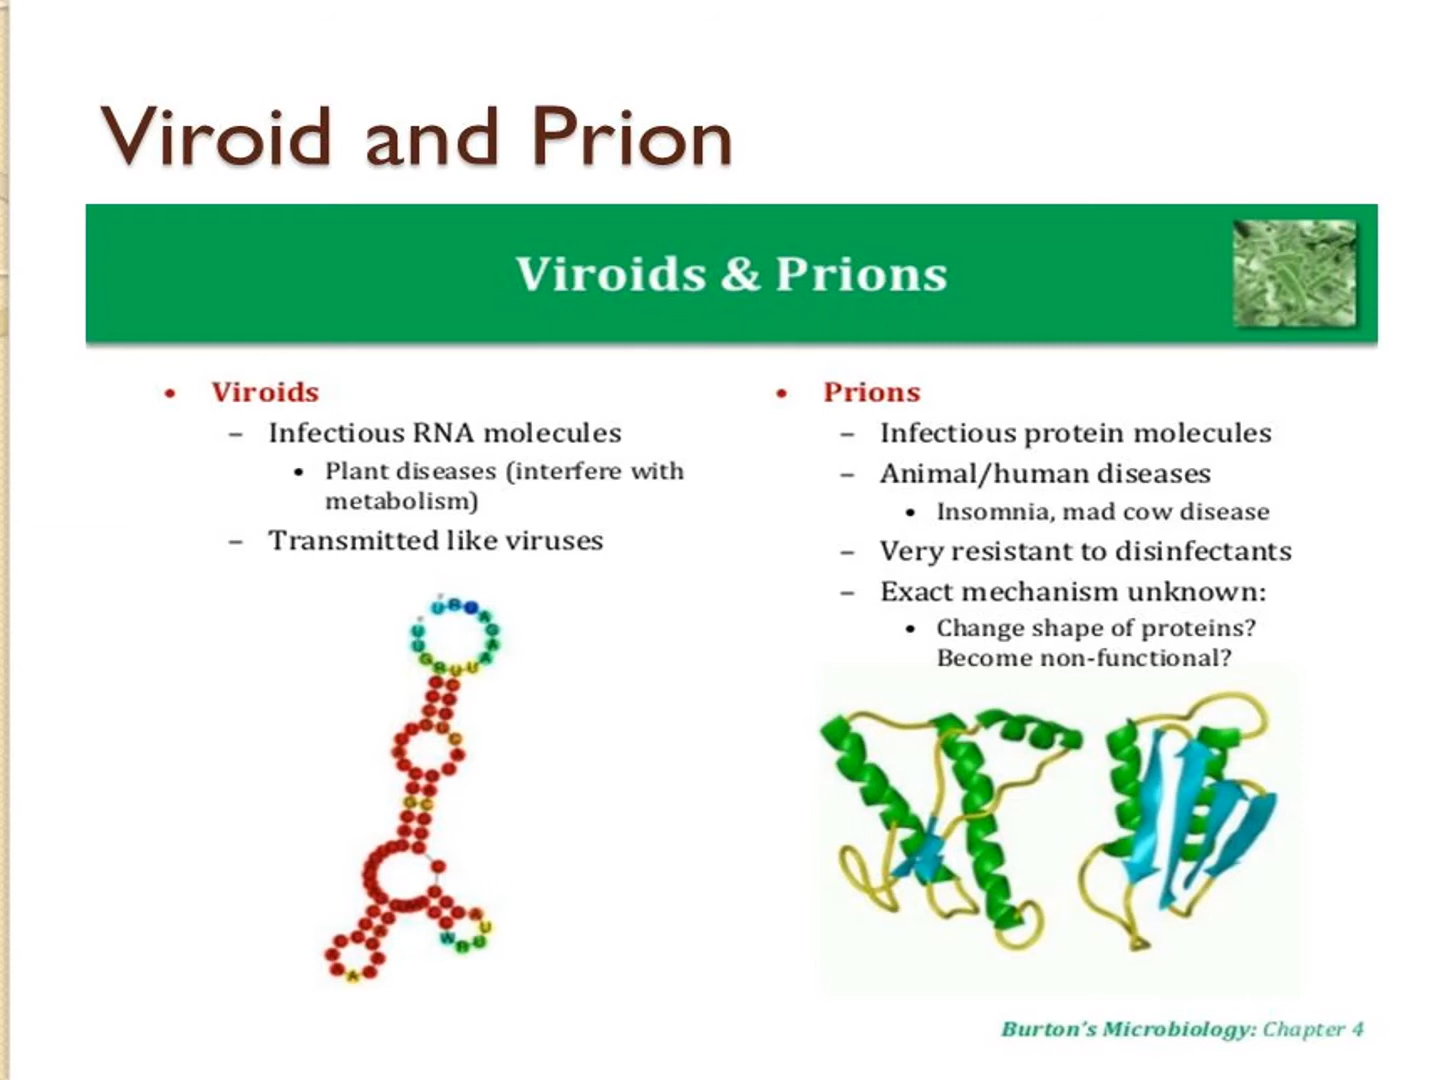 Viroid and Prion
Viroids & Prions
• Viroids
– Infectious RNA molecules
• Plant diseases (interfere with
metabolism)
– Transmitted like viruses
• Prions
– Infectious protein molecules
– Animal/human diseases
• Insomnia, mad cow disease
– Very resistant to disinfectants
– Exact mechanism unknown:
• Change shape of proteins?
Become non-functional?
Burton's Microbiology: Chapter 4